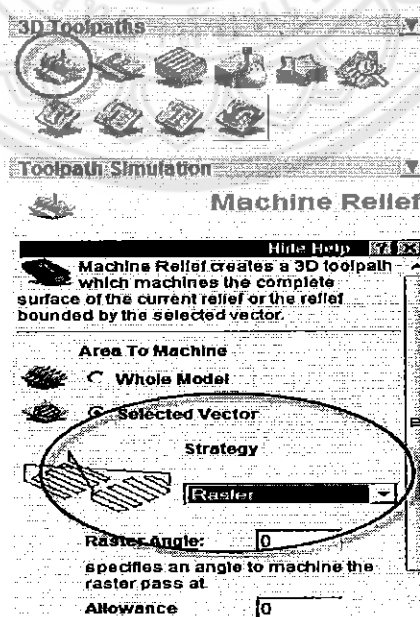 3D Toolpaths
Toolpath Simulation
Machine Relief
Hide Help
Machine Relief creates a 3D toolpath
which machines the complete
surface of the current relief or the relief
bounded by the selected vector.
Area To Machine
Whole Model
Selected Vector
Strategy
Raster
Raster Angle: 0
specifies an angle to machine the
raster pass at.
Allowance 0